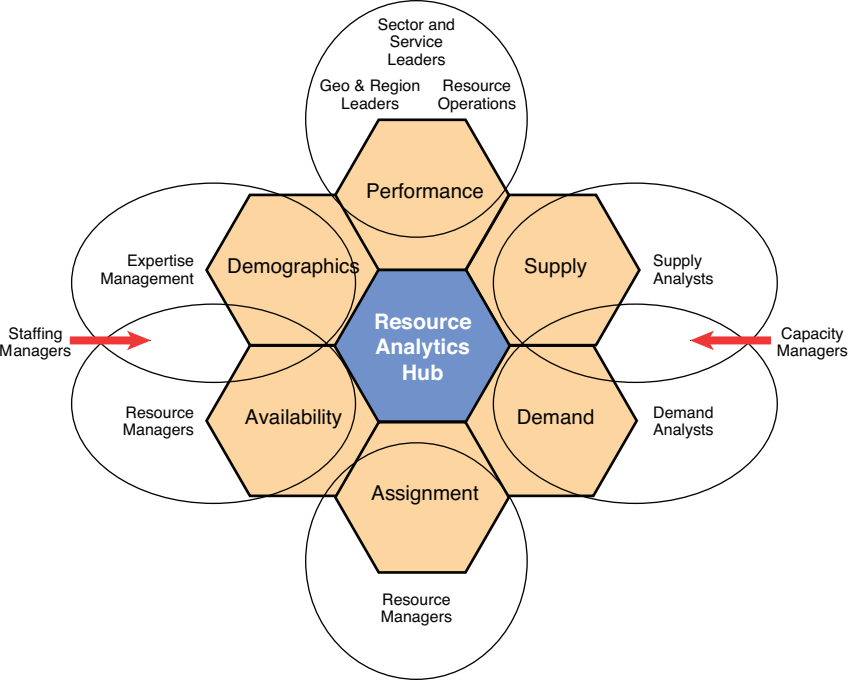 Sector and
Service
Leaders
Geo & Region
Leaders
Resource
Operations
Performance
Expertise
Management
Demographics
Supply
Supply
Analysts
Staffing
Managers
Resource
Analytics
Hub
Capacity
Managers
Resource
Managers
Availability
Demand
Demand
Analysts
Assignment
Resource
Managers